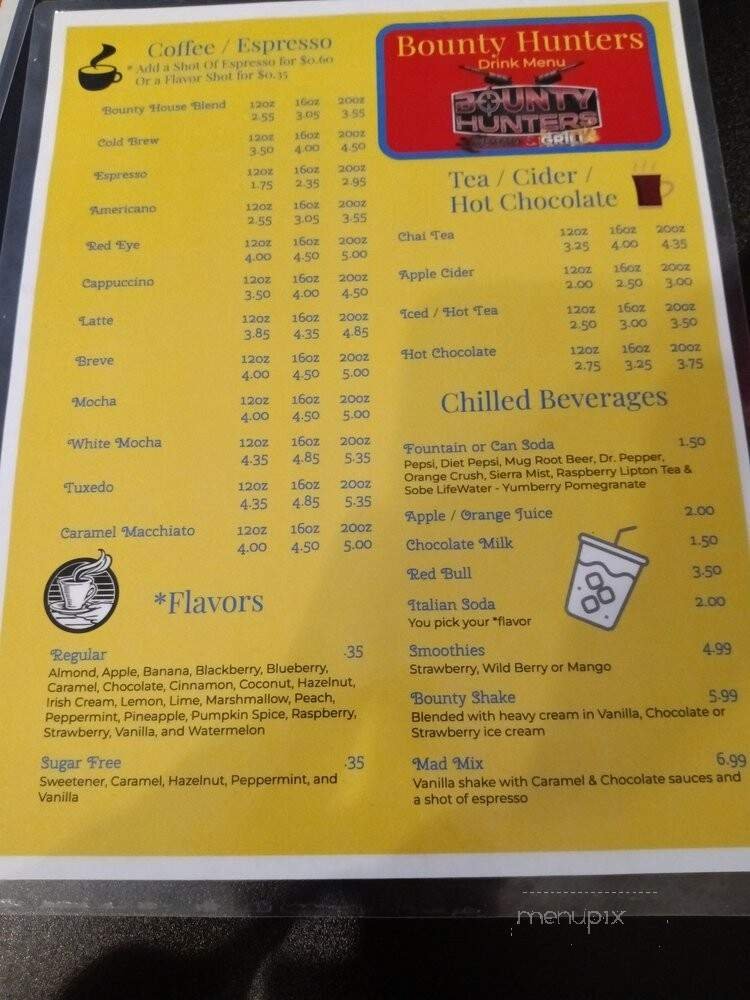 Coffee / Espresso
* Add a Shot Of Espresso for $0.60
Or a Flavor Shot for $0.35
Bounty House Blend 12oz 16oz 20oz
2.55 3.05 3.55
Cold Brew 12oz 16oz 20oz
3.50 4.00 4.50
Espresso 12oz 16oz 20oz
1.75 2.35 2.95
Americano 12oz 16oz 20oz
2.55 3.05 3.55
Red Eye 12oz 16oz 20oz
4.00 4.50 5.00
Cappuccino 12oz 16oz 20oz
3.50 4.00 4.50
Latte 12oz 16oz 20oz
3.85 4.35 4.85
Breve 12oz 16oz 20oz
4.00 4.50 5.00
Mocha 12oz 16oz 20oz
4.00 4.50 5.00
White Mocha 12oz 16oz 20oz
4.35 4.85 5.35
Tuxedo 12oz 16oz 20oz
4.35 4.85 5.35
Caramel Macchiato 12oz 16oz 20oz
4.00 4.50 5.00
*Flavors
Regular .35
Almond, Apple, Banana, Blackberry, Blueberry,
Caramel, Chocolate, Cinnamon, Coconut, Hazelnut,
Irish Cream, Lemon, Lime, Marshmallow, Peach,
Peppermint, Pineapple, Pumpkin Spice, Raspberry,
Strawberry, Vanilla, and Watermelon
Sugar Free .35
Sweetener, Caramel, Hazelnut, Peppermint, and
Vanilla
Bounty Hunters
Drink Menu
BOUNTY
HUNTERS
GRILL
Tea / Cider /
Hot Chocolate
Chai Tea 12oz 16oz 20oz
3.25 4.00 4.35
Apple Cider 12oz 16oz 20oz
2.00 2.50 3.00
Iced / Hot Tea 12oz 16oz 20oz
2.50 3.00 3.50
Hot Chocolate 12oz 16oz 20oz
2.75 3.25 3.75
Chilled Beverages
Fountain or Can Soda 1.50
Pepsi, Diet Pepsi, Mug Root Beer, Dr. Pepper,
Orange Crush, Sierra Mist, Raspberry Lipton Tea &
Sobe LifeWater - Yumberry Pomegranate
Apple / Orange Juice 2.00
Chocolate Milk 1.50
Red Bull 3.50
Italian Soda 2.00
You pick your *flavor
Smoothies 4.99
Strawberry, Wild Berry or Mango
Bounty Shake 5.99
Blended with heavy cream in Vanilla, Chocolate or
Strawberry ice cream
Mad Mix 6.99
Vanilla shake with Caramel & Chocolate sauces and
a shot of espresso
menupix